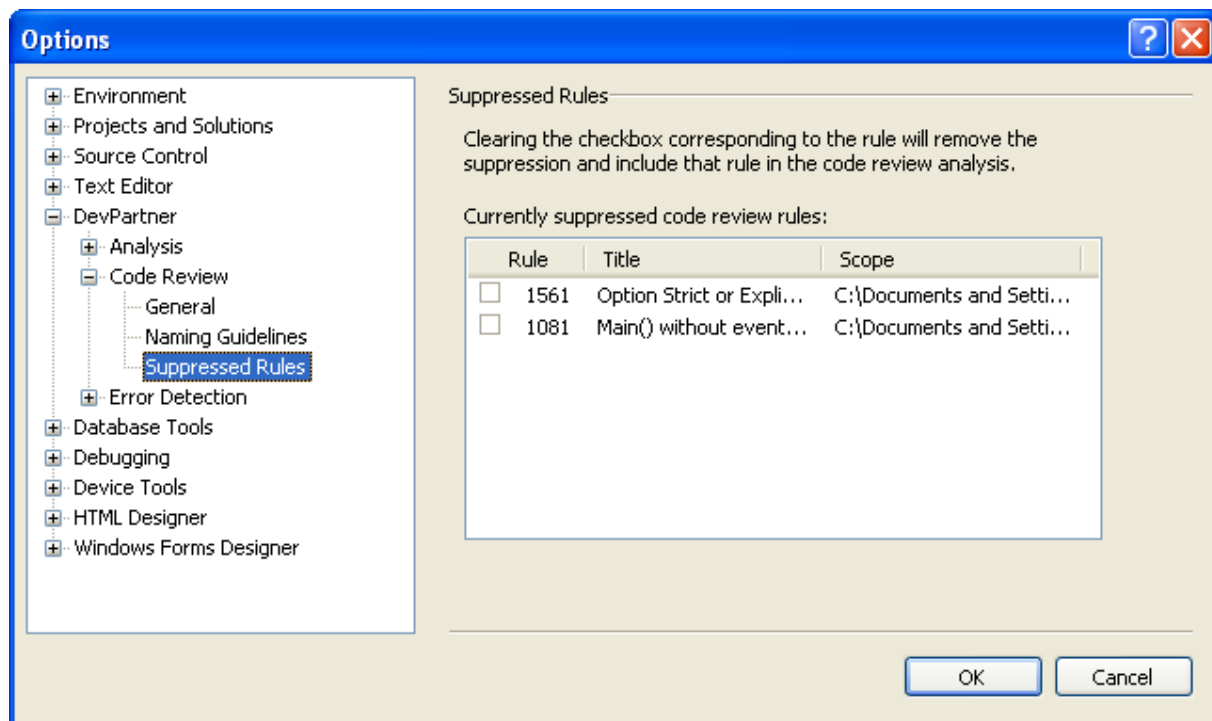 Options
Environment
Projects and Solutions
Source Control
Text Editor
DevPartner
Analysis
Code Review
General
Naming Guidelines
Suppressed Rules
Error Detection
Database Tools
Debugging
Device Tools
HTML Designer
Windows Forms Designer
Suppressed Rules
Clearing the checkbox corresponding to the rule will remove the
suppression and include that rule in the code review analysis.
Currently suppressed code review rules:
Rule Title Scope
1561 Option Strict or Expli... C:\Documents and Setti...
1081 Main() without event... C:\Documents and Setti...
OK Cancel